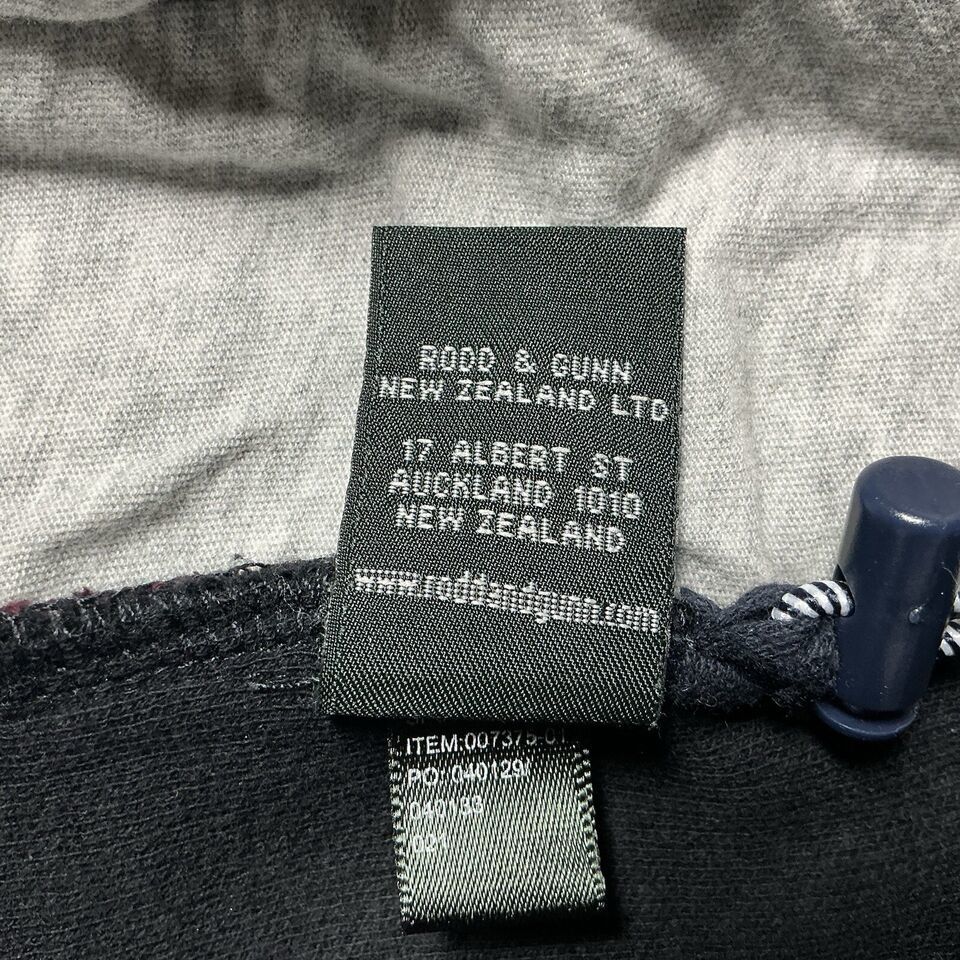 RODD & GUNN
NEW ZEALAND LTD
17 ALBERT ST
AUCKLAND 1010
NEW ZEALAND
www.roddandgunn.com
ITEM:007375-01
PO: 040129/
040133
001